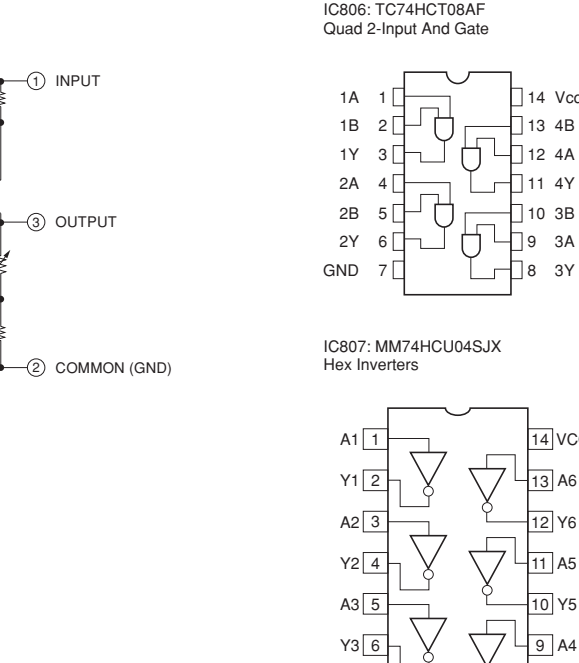 1 INPUT
3 OUTPUT
2 COMMON (GND)
IC806: TC74HCT08AF
Quad 2-Input And Gate
1A 1 14 Vcc
1B 2 13 4B
1Y 3 12 4A
2A 4 11 4Y
2B 5 10 3B
2Y 6 9 3A
GND 7 8 3Y
IC807: MM74HCU04SJX
Hex Inverters
A1 1 14
Y1 2 13 A6
A2 3 12 Y6
Y2 4 11 A5
A3 5 10 Y5
Y3 6 9 A4